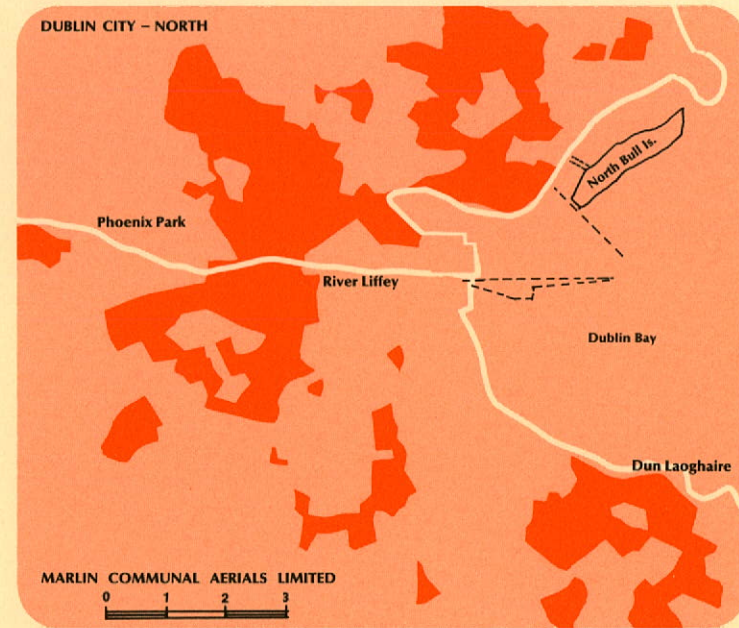 DUBLIN CITY – NORTH
North Bull Is.
Phoenix Park
River Liffey
Dublin Bay
Dun Laoghaire
MARLIN COMMUNAL AERIALS LIMITED
0 1 2 3